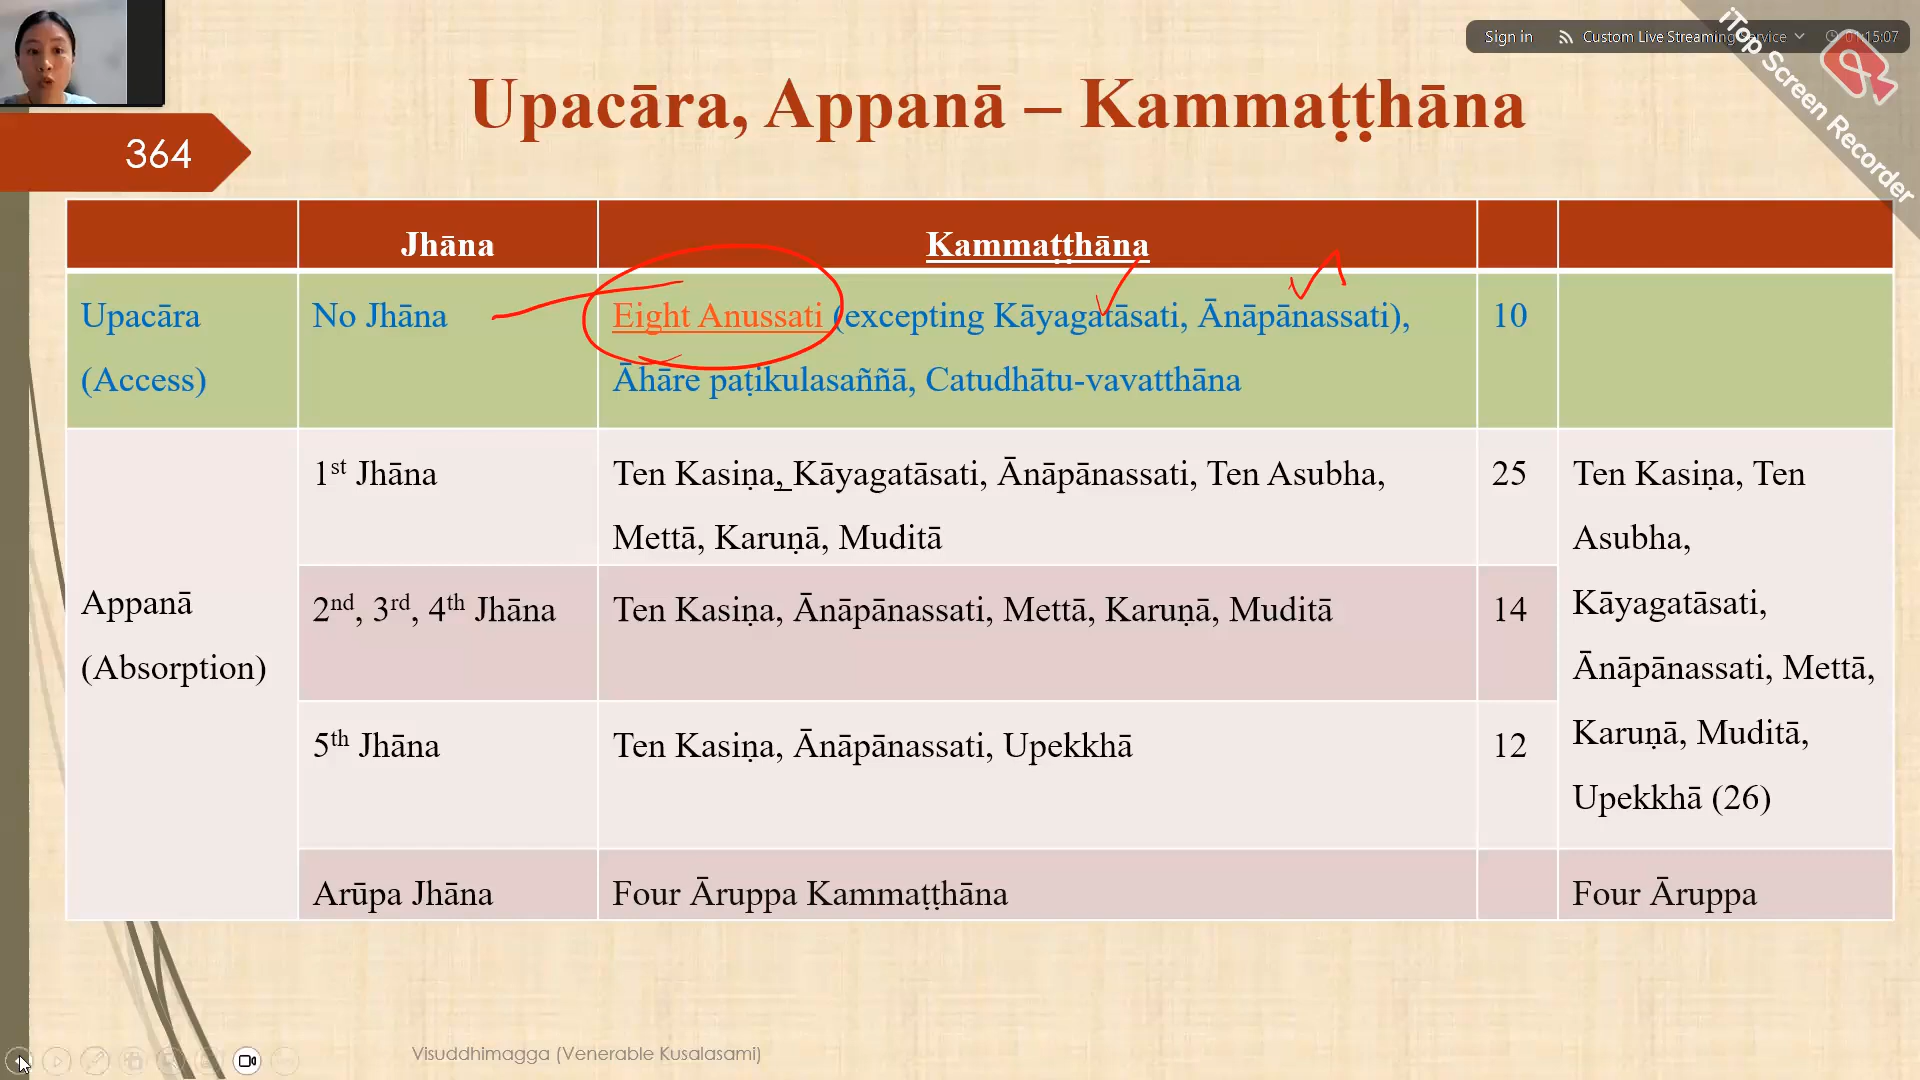 Sign in
Custom Live Streaming Service
01:15:07
iTop Screen Recorder
Upacāra, Appanā – Kammaṭṭhāna
364
Jhāna
Kammaṭṭhāna
Upacāra
(Access)
No Jhāna
Eight Anussati (excepting Kāyagatāsati, Ānāpānassati),
Āhāre paṭikulasaññā, Catudhātu-vavatthāna
10
Appanā
(Absorption)
1st Jhāna
Ten Kasiṇa, Kāyagatāsati, Ānāpānassati, Ten Asubha,
Mettā, Karuṇā, Muditā
25
Ten Kasiṇa, Ten
Asubha,
Kāyagatāsati,
Ānāpānassati, Mettā,
Karuṇā, Muditā,
Upekkhā (26)
2nd, 3rd, 4th Jhāna
Ten Kasiṇa, Ānāpānassati, Mettā, Karuṇā, Muditā
14
5th Jhāna
Ten Kasiṇa, Ānāpānassati, Upekkhā
12
Arūpa Jhāna
Four Āruppa Kammaṭṭhāna
Four Āruppa
Visuddhimagga (Venerable Kusalasami)